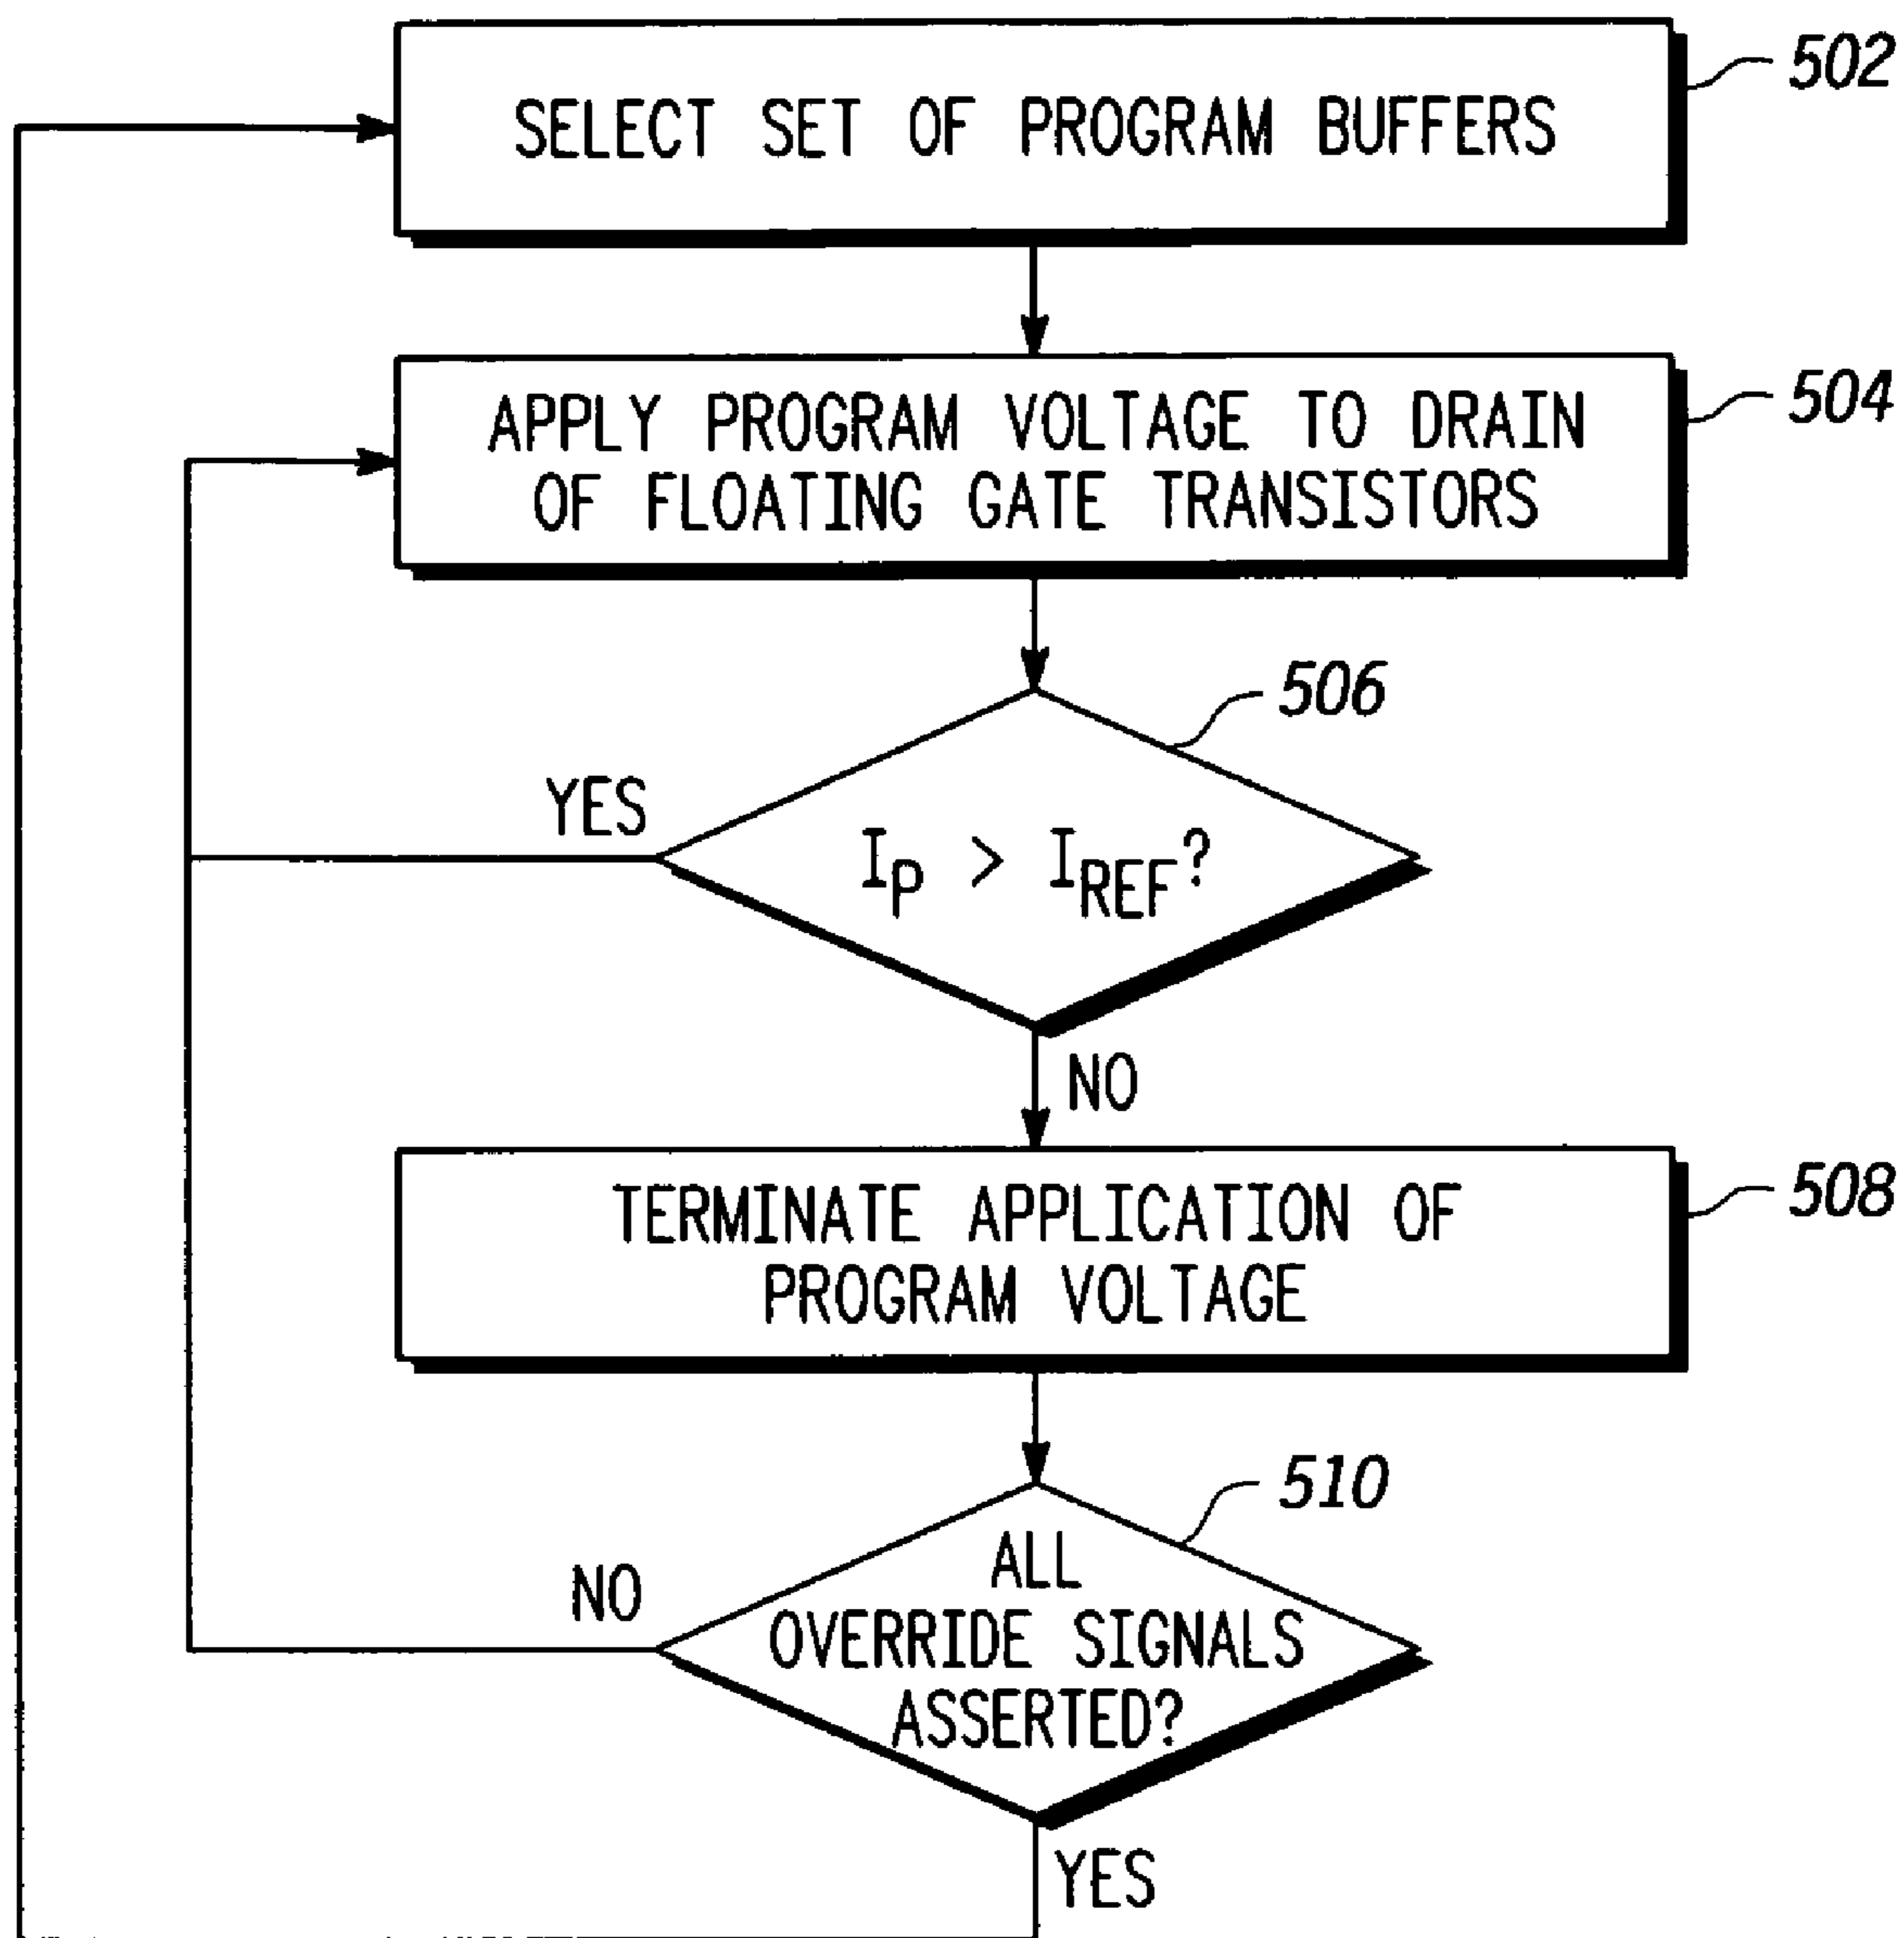 502
SELECT SET OF PROGRAM BUFFERS
504
APPLY PROGRAM VOLTAGE TO DRAIN
OF FLOATING GATE TRANSISTORS
506
YES
IP > IREF?
NO
508
TERMINATE APPLICATION OF
PROGRAM VOLTAGE
510
NO
ALL
OVERRIDE SIGNALS
ASSERTED?
YES